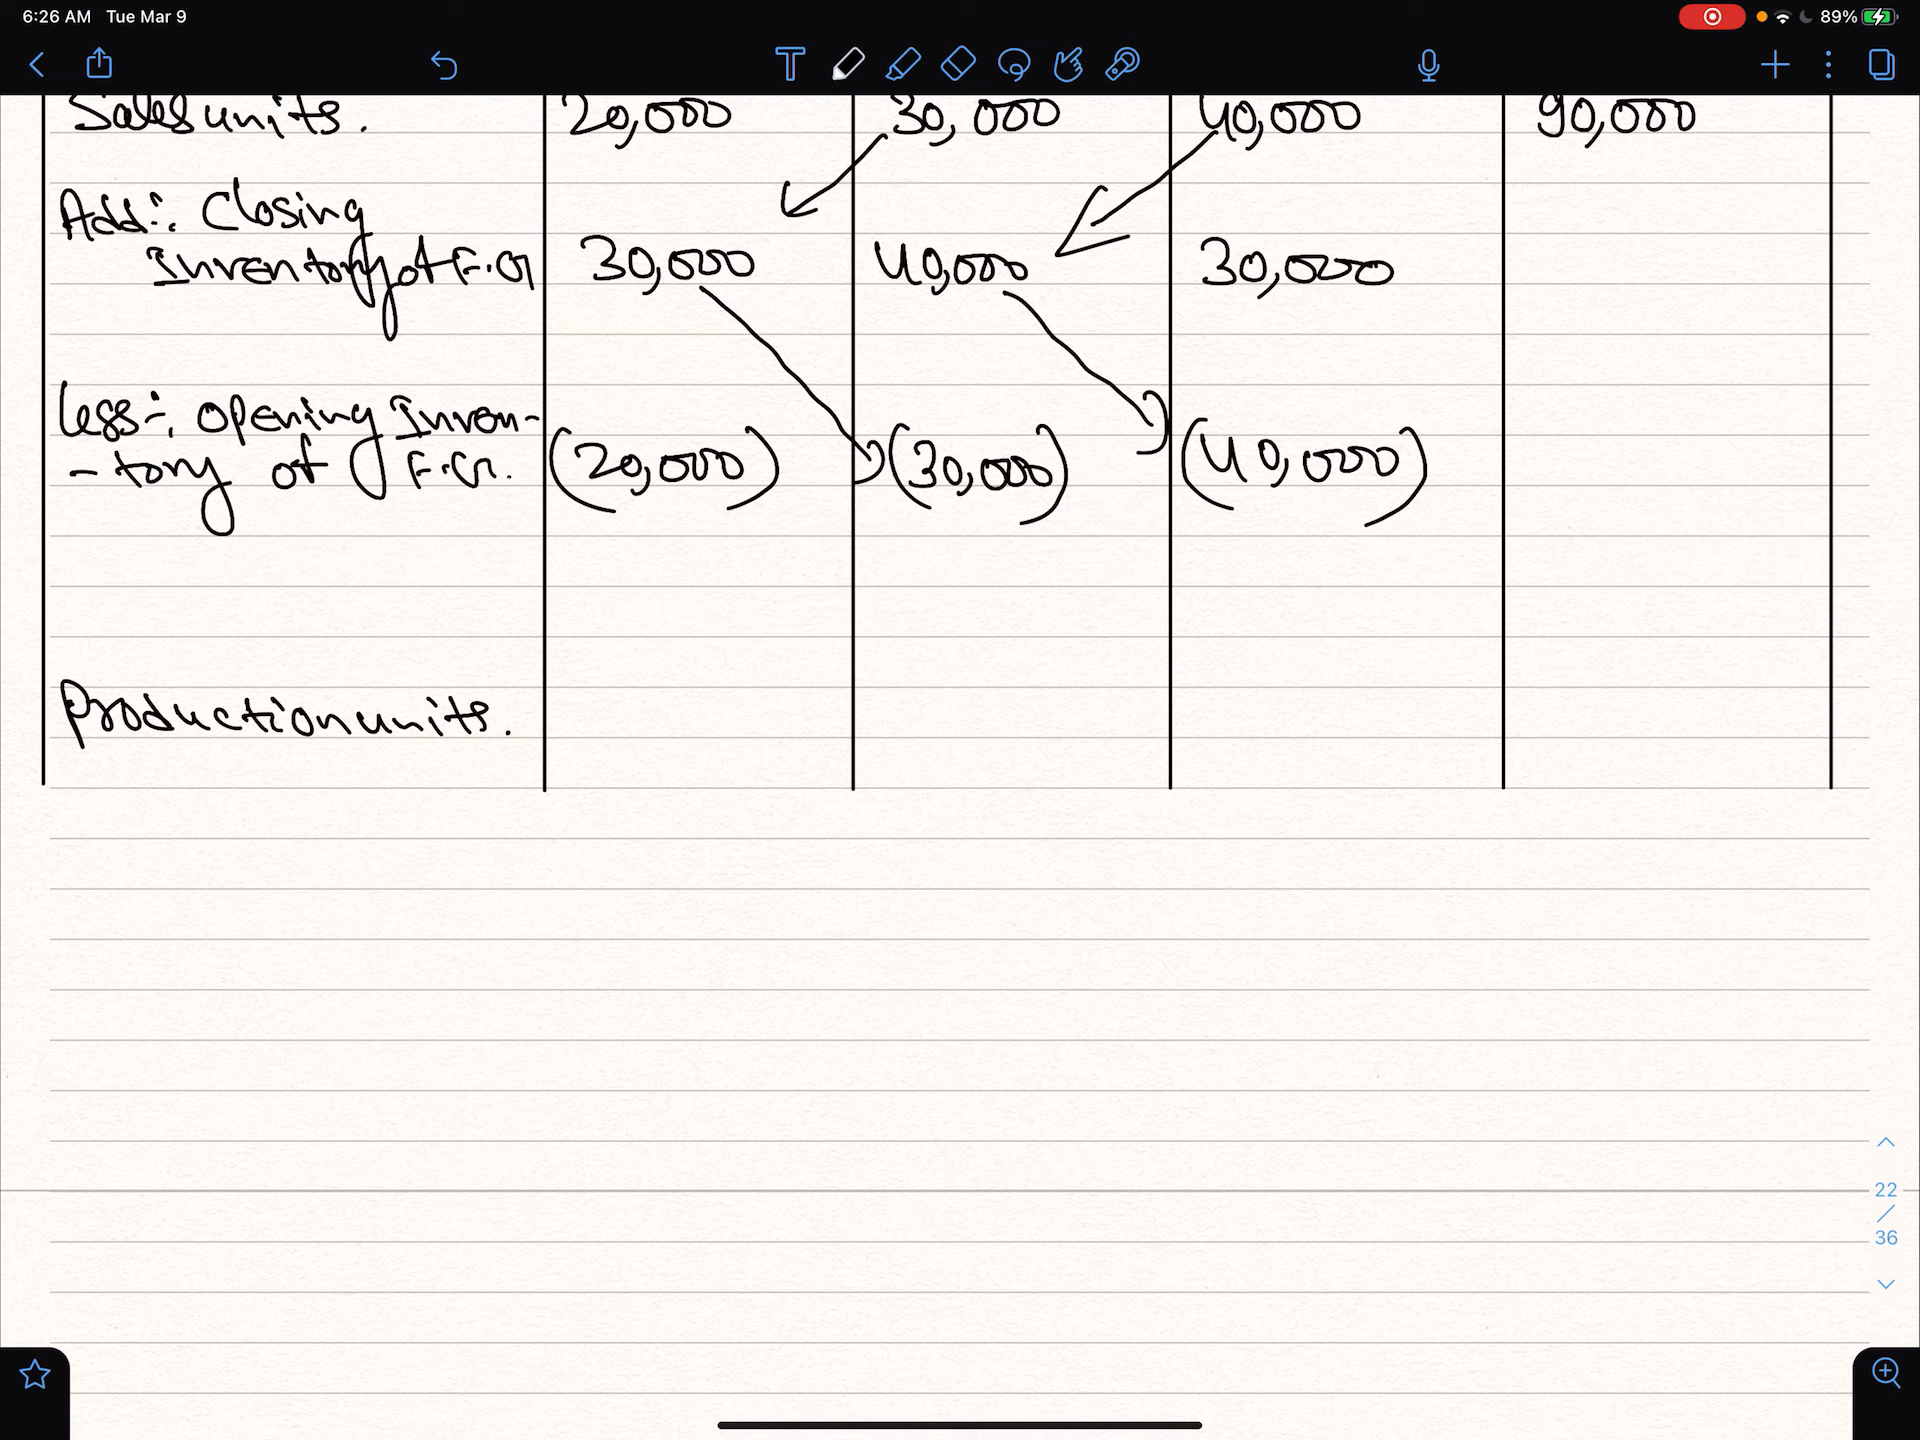 6:26 AM Tue Mar 9
89%
T
Sales units. 20,000 30,000 40,000 90,000
Add:. Closing
Inventory of F.G 30,000 40,000 30,000
Less:. Opening Inven-
-tory of F.G. (20,000) (30,000) (40,000)
Production units.
22
/
36